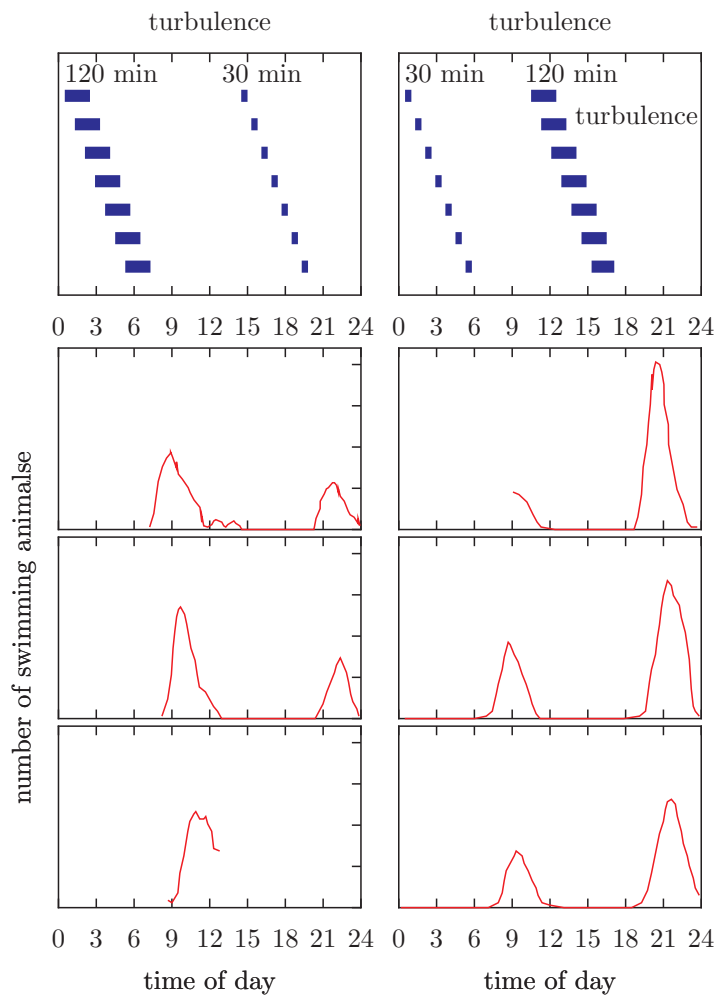 turbulence
turbulence
120 min
30 min
30 min
120 min
turbulence
0 3 6 9 12 15 18 21 24
0 3 6 9 12 15 18 21 24
number of swimming animalse
0 3 6 9 12 15 18 21 24
0 3 6 9 12 15 18 21 24
time of day
time of day